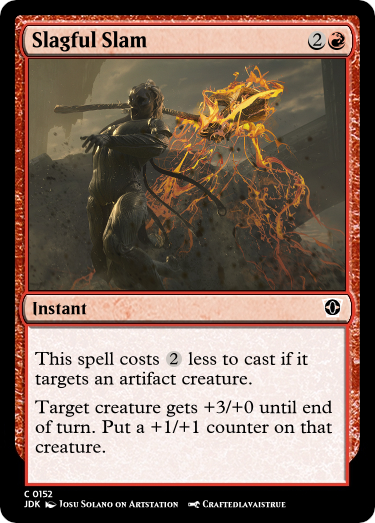 Slagful Slam 2
Instant
This spell costs 2 less to cast if it
targets an artifact creature.
Target creature gets +3/+0 until end
of turn. Put a +1/+1 counter on that
creature.
C 0152
JDK Josu Solano on Artstation Craftedlavaistrue